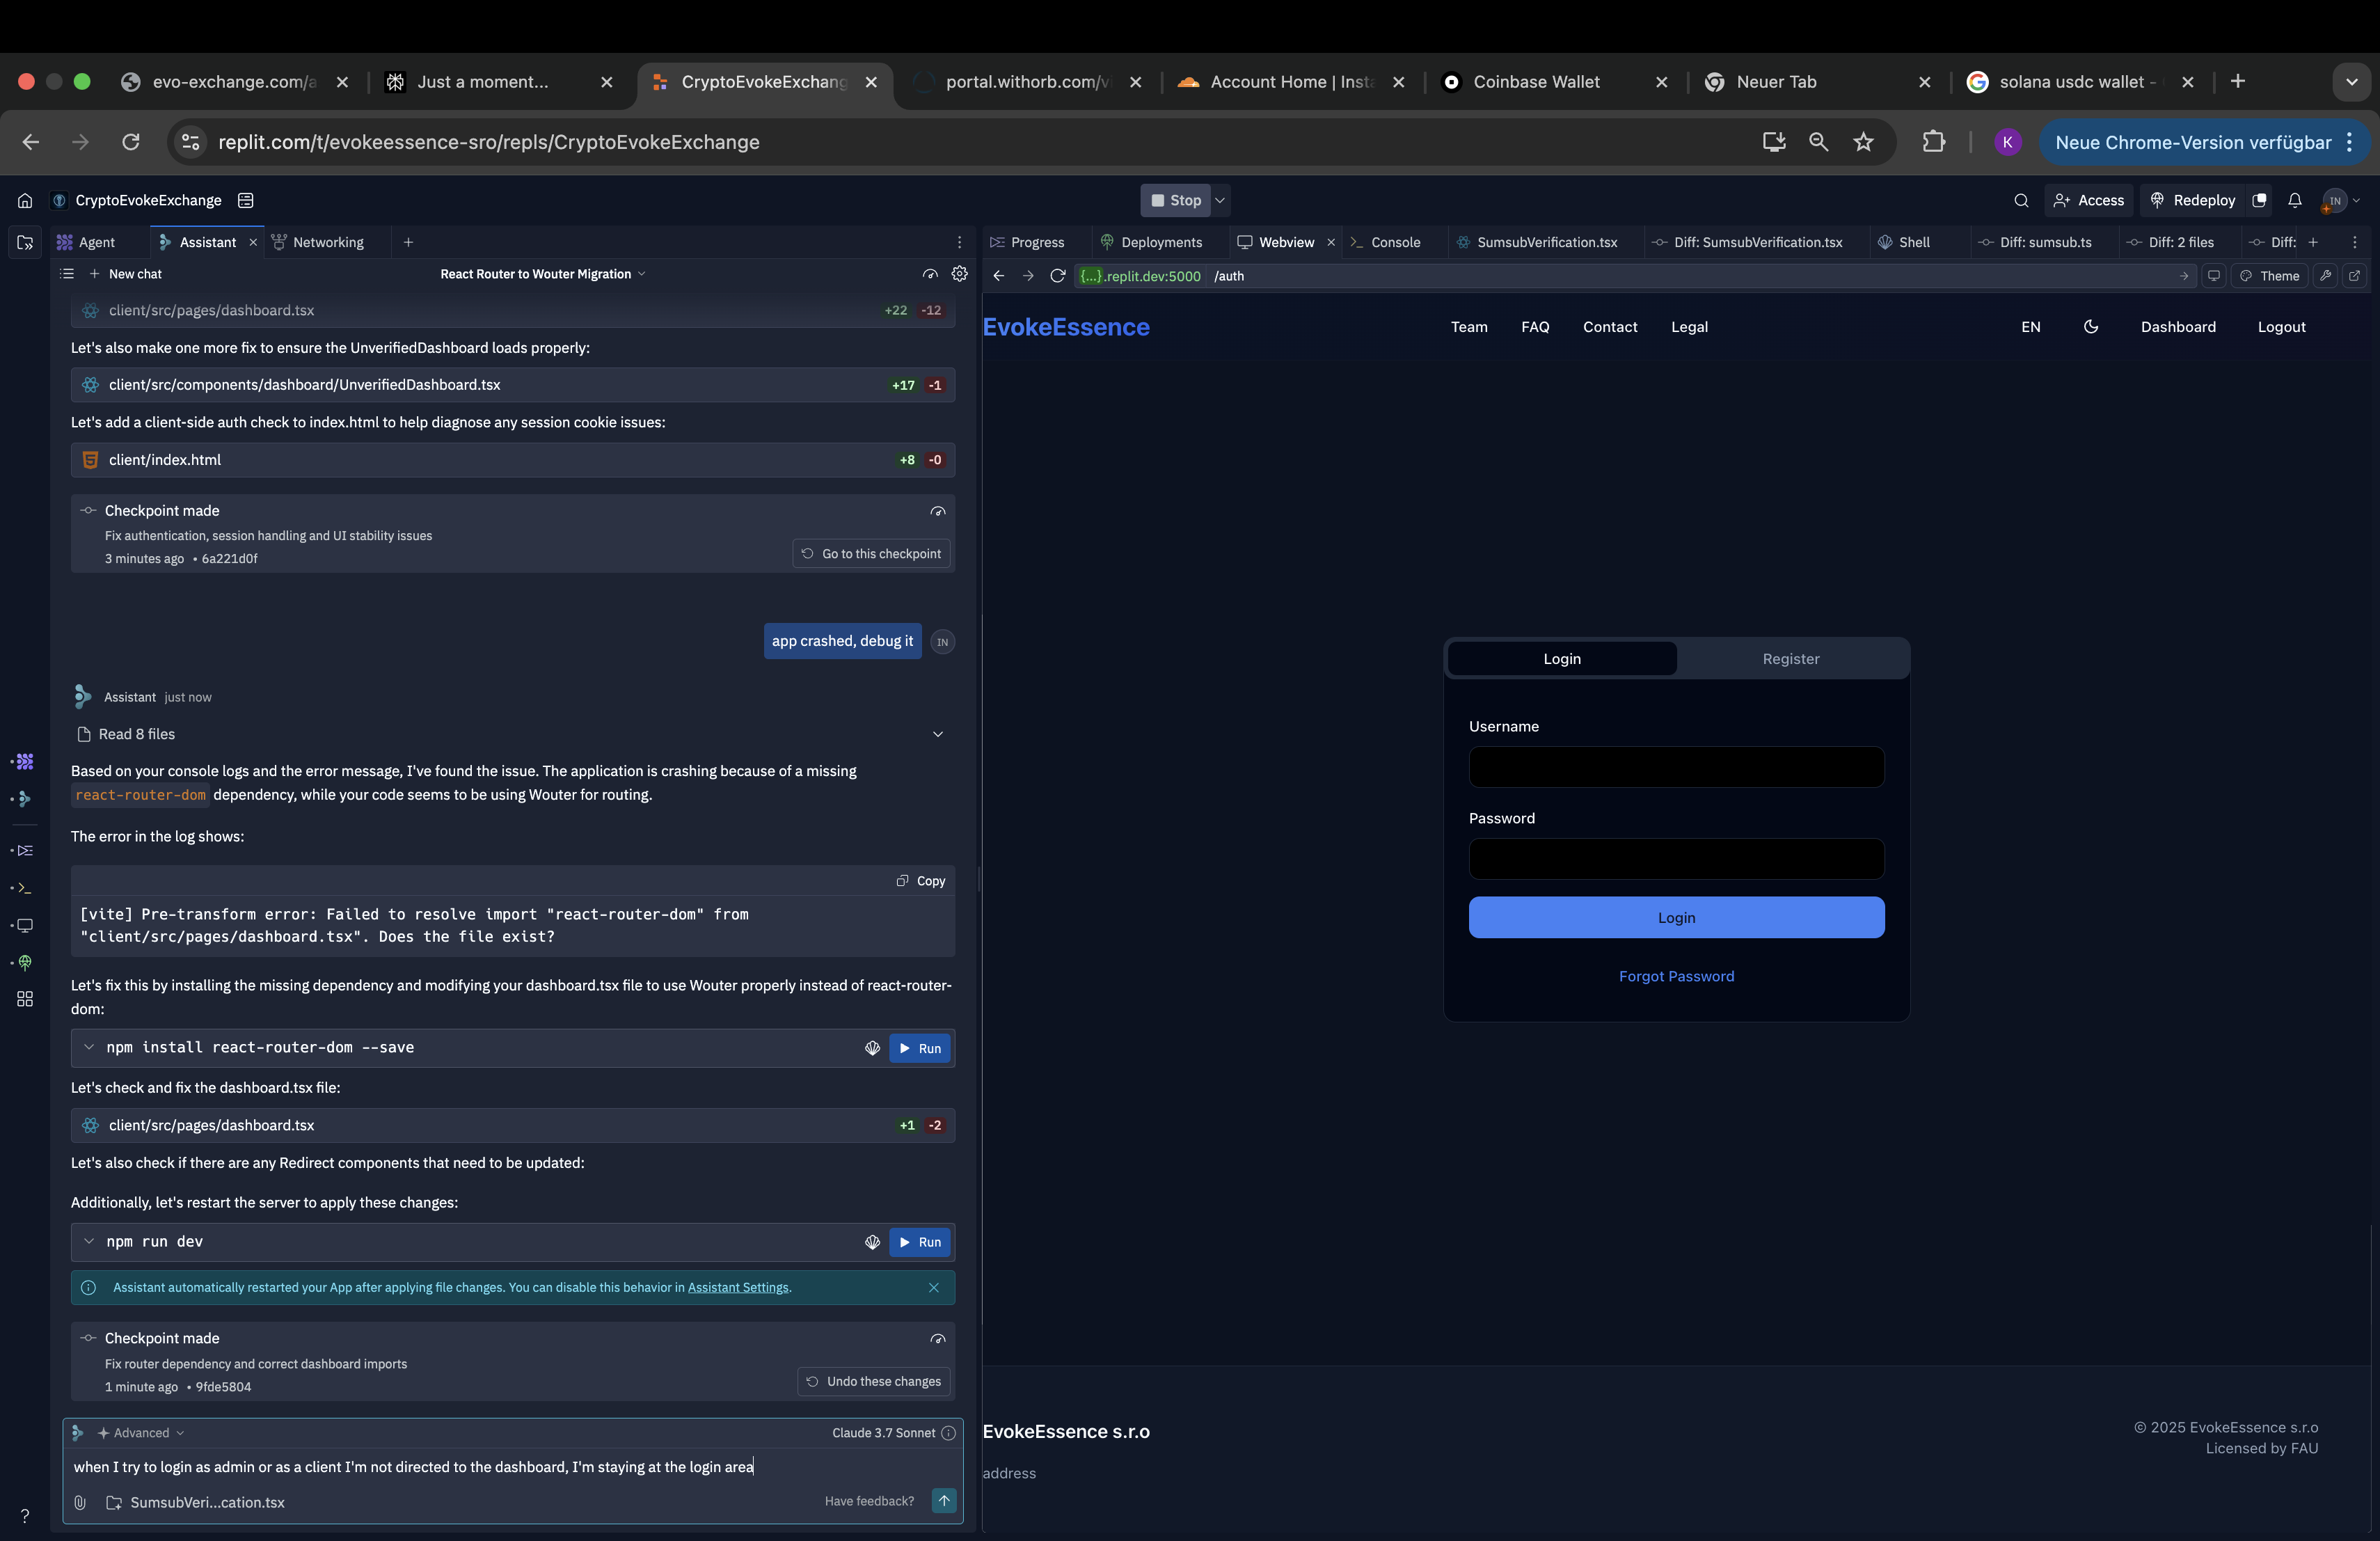 evo-exchange.com/a
Just a moment...
CryptoEvokeExchang
portal.withorb.com/vi
Account Home | Insta
Coinbase Wallet
Neuer Tab
solana usdc wallet -
replit.com/t/evokeessence-sro/repls/CryptoEvokeExchange
K
Neue Chrome-Version verfügbar
CryptoEvokeExchange
Stop
Access
Redeploy
IN
Agent
Assistant
Networking
New chat
React Router to Wouter Migration
client/src/pages/dashboard.tsx
+22 -12
Let's also make one more fix to ensure the UnverifiedDashboard loads properly:
client/src/components/dashboard/UnverifiedDashboard.tsx
+17 -1
Let's add a client-side auth check to index.html to help diagnose any session cookie issues:
client/index.html
+8 -0
Checkpoint made
Fix authentication, session handling and UI stability issues
3 minutes ago • 6a221d0f
Go to this checkpoint
app crashed, debug it
IN
Assistant just now
Read 8 files
Based on your console logs and the error message, I've found the issue. The application is crashing because of a missing
react-router-dom dependency, while your code seems to be using Wouter for routing.
The error in the log shows:
Copy
[vite] Pre-transform error: Failed to resolve import "react-router-dom" from
"client/src/pages/dashboard.tsx". Does the file exist?
Let's fix this by installing the missing dependency and modifying your dashboard.tsx file to use Wouter properly instead of react-router-
dom:
npm install react-router-dom --save
Run
Let's check and fix the dashboard.tsx file:
client/src/pages/dashboard.tsx
+1 -2
Let's also check if there are any Redirect components that need to be updated:
Additionally, let's restart the server to apply these changes:
npm run dev
Run
Assistant automatically restarted your App after applying file changes. You can disable this behavior in Assistant Settings.
Checkpoint made
Fix router dependency and correct dashboard imports
1 minute ago • 9fde5804
Undo these changes
Advanced
Claude 3.7 Sonnet
when I try to login as admin or as a client I'm not directed to the dashboard, I'm staying at the login area
SumsubVeri...cation.tsx
Have feedback?
?
Progress
Deployments
Webview
Console
SumsubVerification.tsx
Diff: SumsubVerification.tsx
Shell
Diff: sumsub.ts
Diff: 2 files
Diff:
{...}.replit.dev:5000 /auth
Theme
EvokeEssence
Team
FAQ
Contact
Legal
EN
Dashboard
Logout
Login
Register
Username
Password
Login
Forgot Password
EvokeEssence s.r.o
address
© 2025 EvokeEssence s.r.o
Licensed by FAU